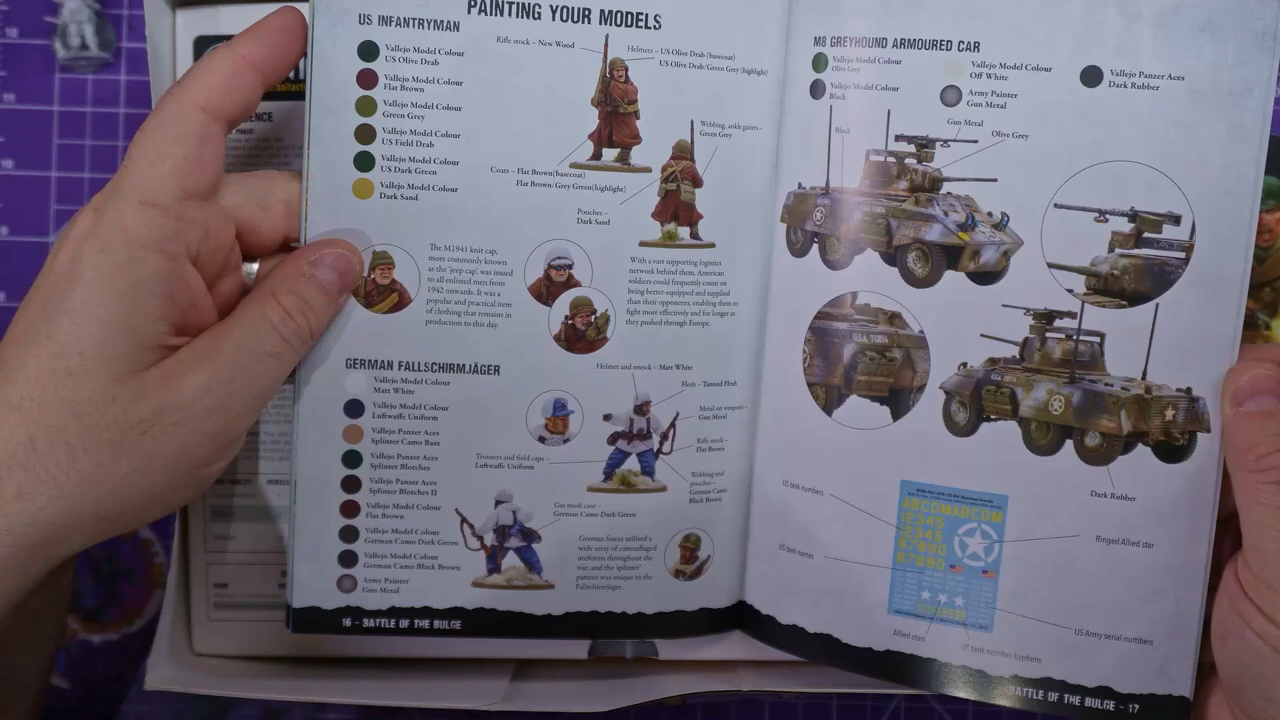 PAINTING YOUR MODELS
US INFANTRYMAN
Vallejo Model Colour
US Olive Drab
Vallejo Model Colour
Flat Brown
Vallejo Model Colour
Green Grey
Vallejo Model Colour
US Field Drab
Vallejo Model Colour
US Dark Green
Vallejo Model Colour
Dark Sand
Rifle stock – New Wood
Helmets – US Olive Drab (basecoat)
US Olive Drab/Green Grey (highlight)
Webbing, ankle gaiters –
Green Grey
Coats – Flat Brown(basecoat)
Flat Brown/Grey Green(highlight)
Pouches –
Dark Sand
The M1941 knit cap,
more commonly known
as the 'jeep cap', was issued
to all enlisted men from
1942 onwards. It was a
popular and practical item
of clothing that remains in
production to this day.
With a vast supporting logistics
network behind them, American
soldiers could frequently count on
being better-equipped and supplied
than their opponents, enabling them to
fight more effectively and for longer as
they pushed through Europe.
GERMAN FALLSCHIRMJÄGER
Vallejo Model Colour
Matt White
Vallejo Model Colour
Luftwaffe Uniform
Vallejo Panzer Aces
Splinter Camo Base
Vallejo Panzer Aces
Splinter Blotches
Vallejo Panzer Aces
Splinter Blotches II
Vallejo Model Colour
Flat Brown
Vallejo Model Colour
German Camo Dark Green
Vallejo Model Colour
German Camo Black Brown
Army Painter
Gun Metal
Helmet and smock – Matt White
Flesh – Tanned Flesh
Metal on weapons –
Gun Metal
Rifle stock –
Flat Brown
Trousers and field caps –
Luftwaffe Uniform
Webbing and
pouches –
German Camo
Black Brown
Gas mask case –
German Camo Dark Green
German forces utilised a
wide array of camouflaged
uniforms throughout the
war, and the 'splinter'
pattern was unique to the
Fallschirmjäger.
16 - BATTLE OF THE BULGE
M8 GREYHOUND ARMOURED CAR
Vallejo Model Colour
Olive Grey
Vallejo Model Colour
Off White
Vallejo Panzer Aces
Dark Rubber
Vallejo Model Colour
Black
Army Painter
Gun Metal
Black
Gun Metal
Olive Grey
Dark Rubber
US tank numbers
ABCDMABCDM
12345
12345
67890
67890
Ringed Allied star
US tank names
US Army serial numbers
Allied stars
US tank number hyphens
BATTLE OF THE BULGE - 17